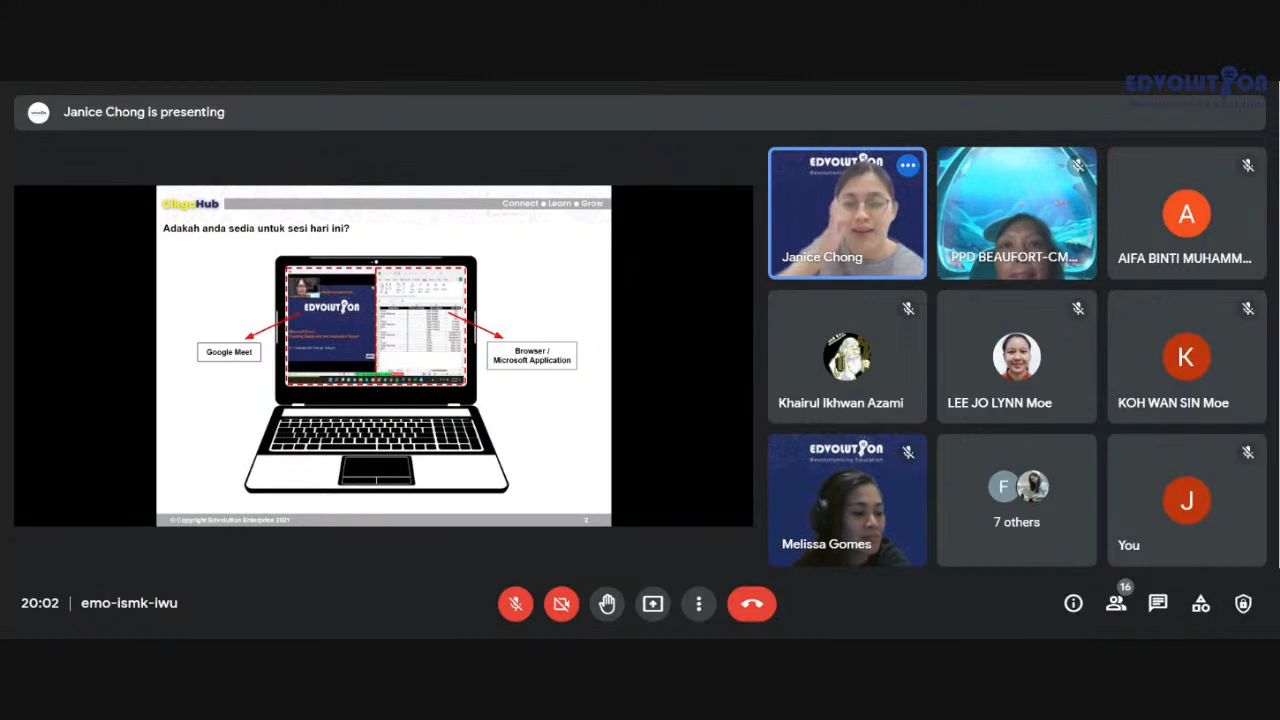 EDVOLUTION
Janice Chong is presenting
CikguHub
Connect ● Learn ● Grow
Adakah anda sedia untuk sesi hari ini?
EDVOLUTION
Google Meet
Browser /
Microsoft Application
© Copyright Edvolution Enterprise 2021
2
EDVOLUTION
Janice Chong
PPD BEAUFORT-CM...
AIFA BINTI MUHAMM...
A
Khairul Ikhwan Azami
LEE JO LYNN Moe
K
KOH WAN SIN Moe
EDVOLUTION
Revolutionizing Education
Melissa Gomes
F
7 others
J
You
20:02 | emo-ismk-iwu
16